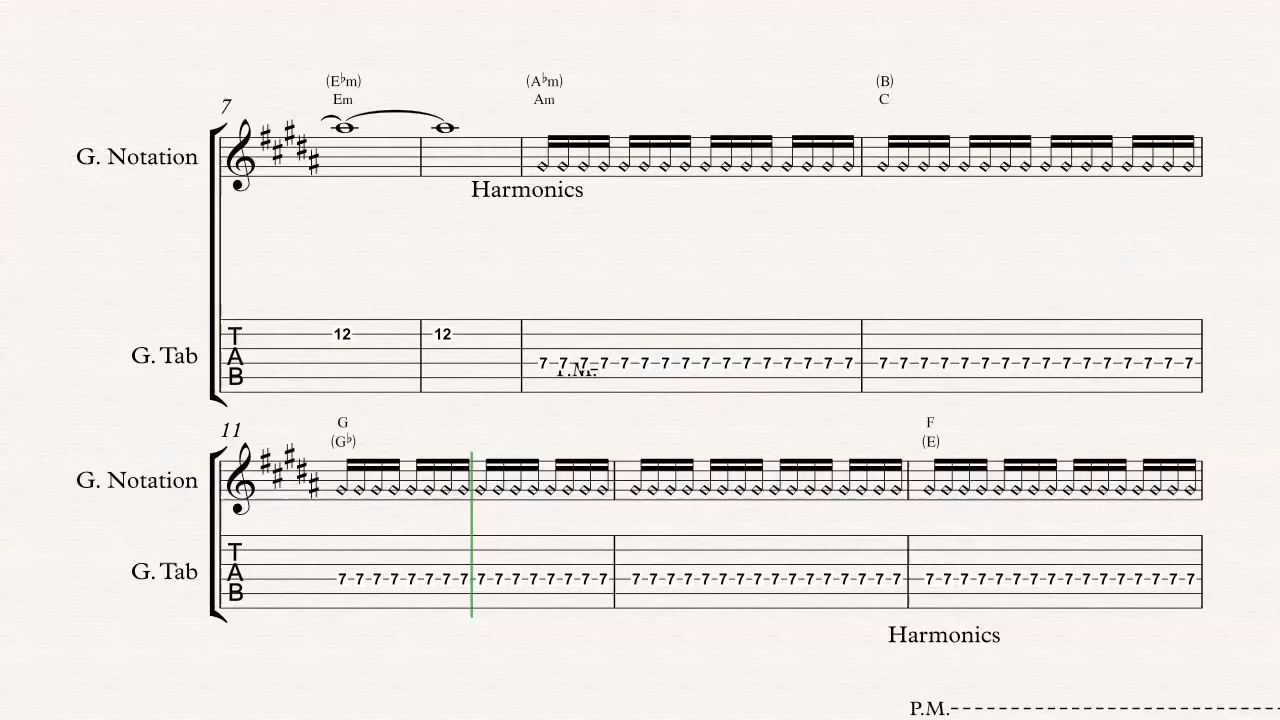 (E♭m) (A♭m) (B)
Em Am C
7
G. Notation
Harmonics
T 12 12
A
B 7 7 7 7 7 7 7 7 7 7 7 7 7 7 7 7 7 7 7 7 7 7 7 7 7 7 7 7 7 7 7 7
G. Tab
P.M.
G F
11
(G♭) (E)
G. Notation
T
A
B 7 7 7 7 7 7 7 7 7 7 7 7 7 7 7 7 7 7 7 7 7 7 7 7 7 7 7 7 7 7 7 7 7 7 7 7 7 7 7 7 7 7 7 7 7 7 7 7
G. Tab
Harmonics
P.M.